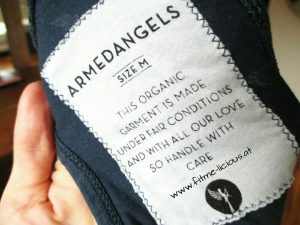 ARMEDANGELS
SIZE M
THIS ORGANIC
GARMENT IS MADE
UNDER FAIR CONDITIONS
AND WITH ALL OUR LOVE
SO HANDLE WITH
CARE
www.fitme-licious.at